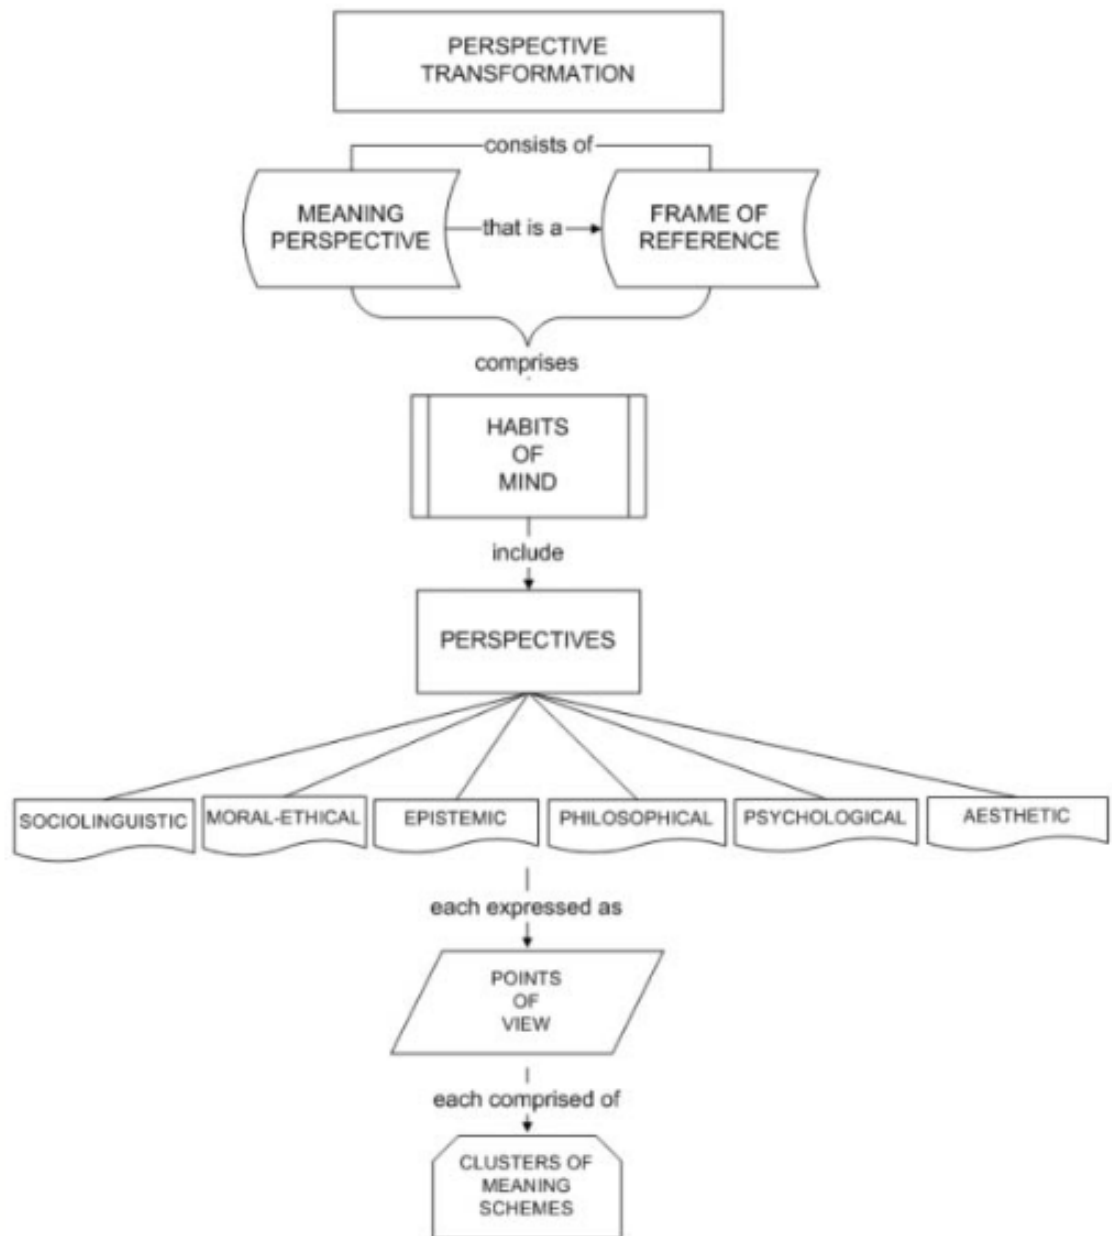 PERSPECTIVE
TRANSFORMATION
consists of
MEANING
PERSPECTIVE
that is a
FRAME OF
REFERENCE
comprises
HABITS
OF
MIND
include
PERSPECTIVES
SOCIOLINGUISTIC
MORAL-ETHICAL
EPISTEMIC
PHILOSOPHICAL
PSYCHOLOGICAL
AESTHETIC
each expressed as
POINTS
OF
VIEW
each comprised of
CLUSTERS OF
MEANING
SCHEMES